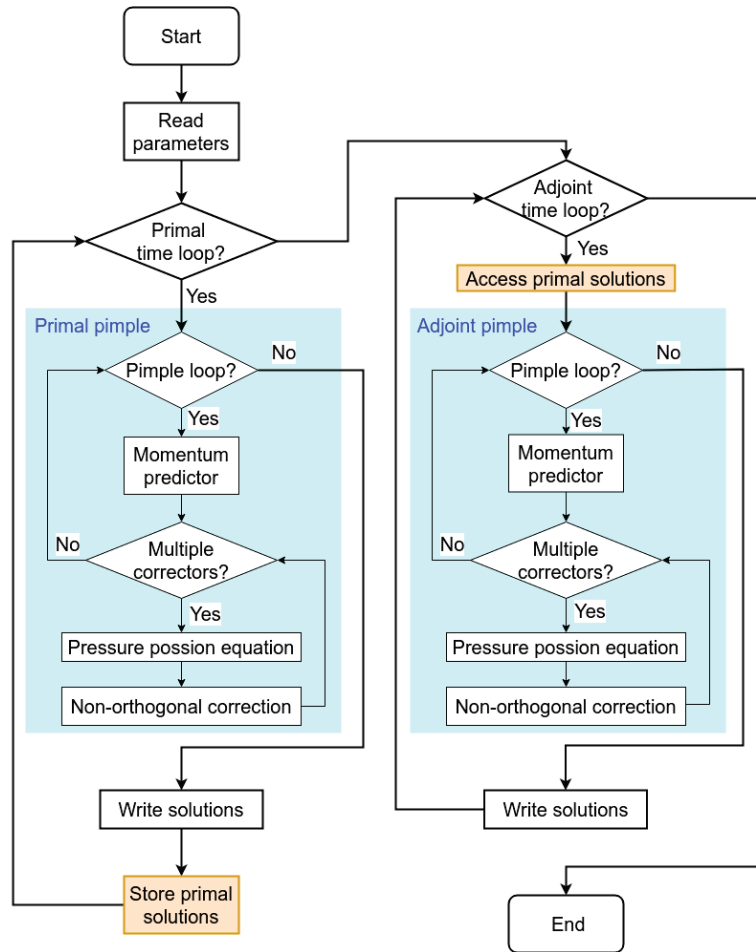 Start
Read
parameters
Primal
time loop?
Yes
Primal pimple
Pimple loop?
No
Yes
Momentum
predictor
No
Multiple
correctors?
Yes
Pressure possion equation
Non-orthogonal correction
Write solutions
Store primal
solutions
Adjoint
time loop?
Yes
Access primal solutions
Adjoint pimple
Pimple loop?
No
Yes
Momentum
predictor
No
Multiple
correctors?
Yes
Pressure possion equation
Non-orthogonal correction
Write solutions
End